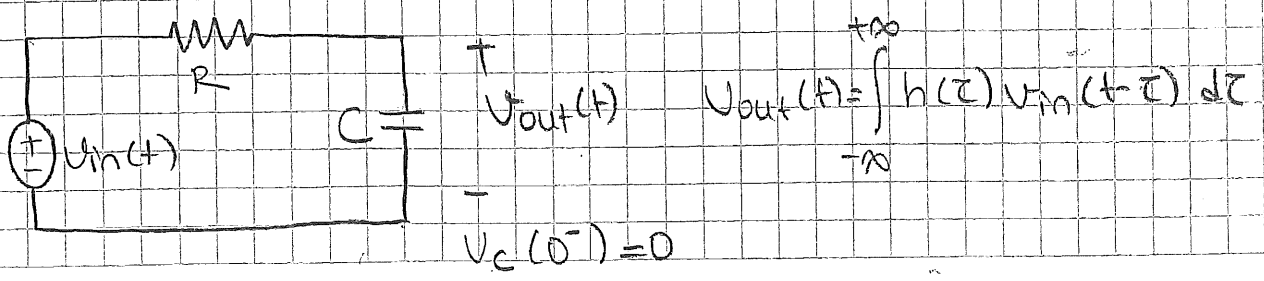 R
+
C
Vout(t)
Vout(t)=∫h(τ)Vin(t-τ)dτ
+∞
-∞
+
-
Vin(t)
-
Vc(0⁻)=0